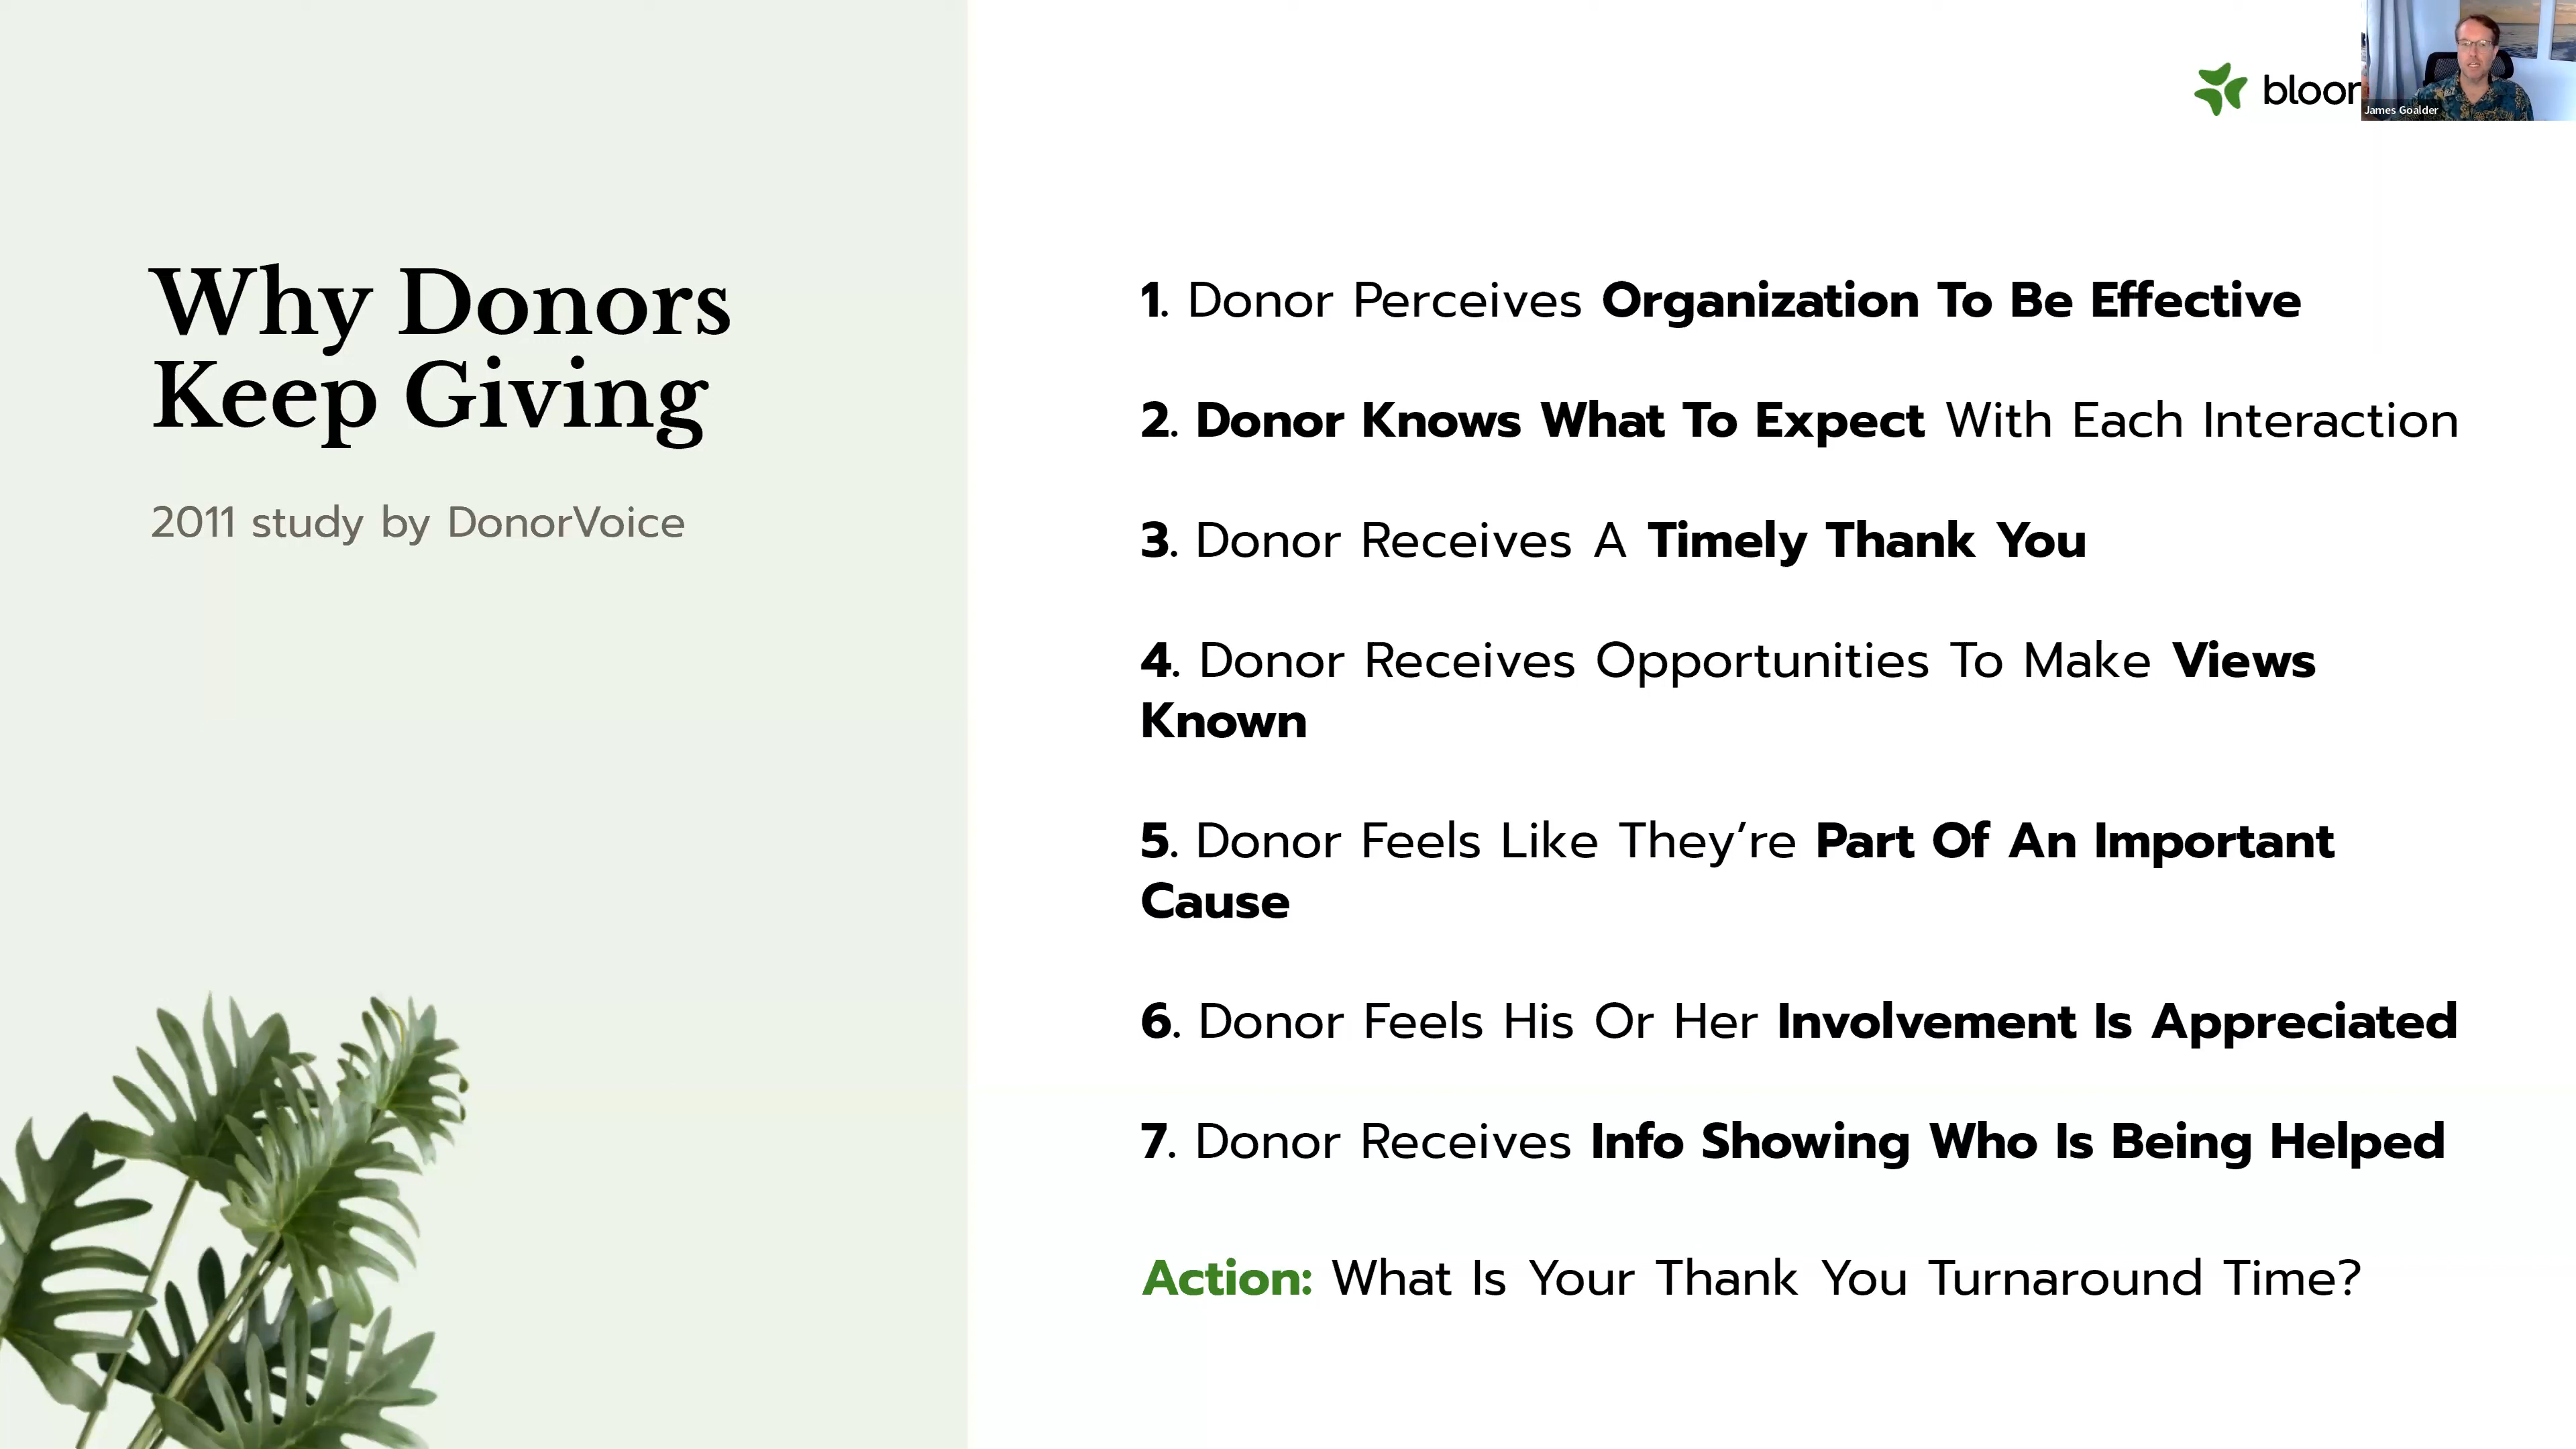 Why Donors
Keep Giving
2011 study by DonorVoice
bloom
James Goalder
1. Donor Perceives Organization To Be Effective
2. Donor Knows What To Expect With Each Interaction
3. Donor Receives A Timely Thank You
4. Donor Receives Opportunities To Make Views
Known
5. Donor Feels Like They’re Part Of An Important
Cause
6. Donor Feels His Or Her Involvement Is Appreciated
7. Donor Receives Info Showing Who Is Being Helped
Action: What Is Your Thank You Turnaround Time?